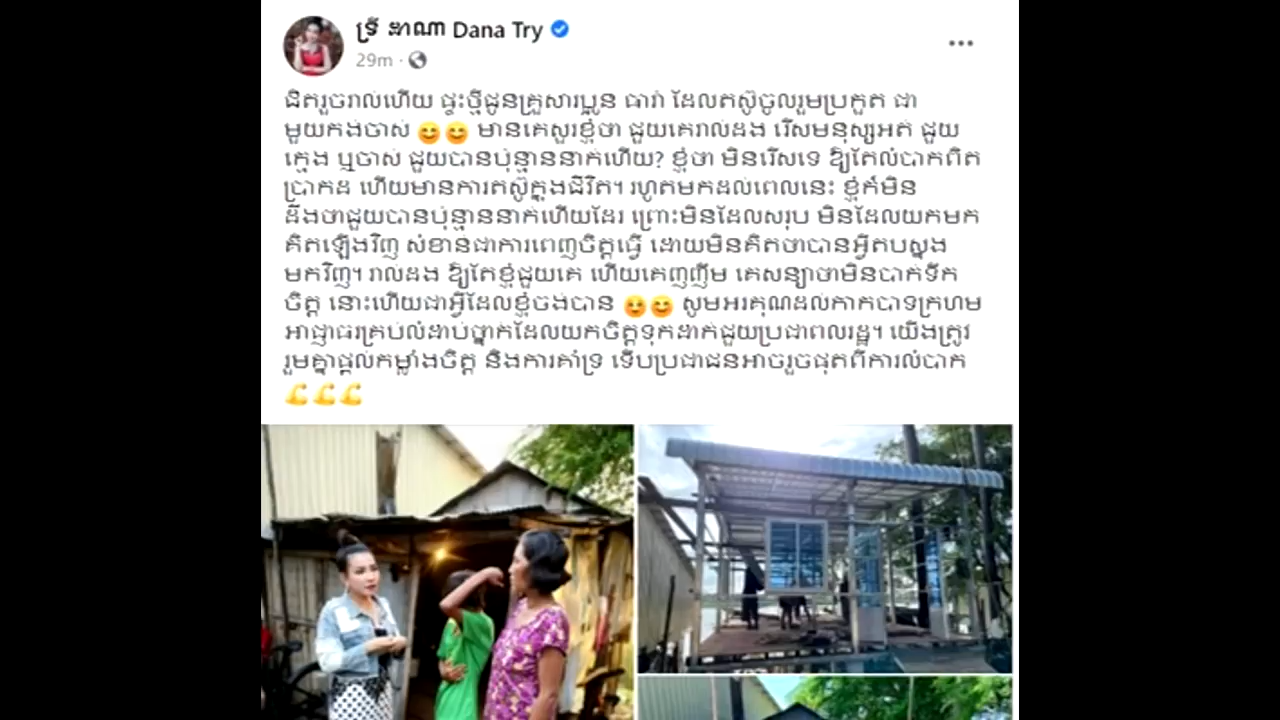 ទ្រី ដាណា Dana Try
29m
ជិតរួចរាល់ហើយ ផ្ទះថ្មីជូនគ្រួសារប្អូន ធារ៉ា ដែលតស៊ូចូលរួមប្រកួត ជា
មួយកង់ចាស់ 😊😊 មានគេសួរខ្ញុំថា ជួយគេរាល់ដង រើសមនុស្សអត់ ជួយ
ក្មេង ឬចាស់ ជួយបានប៉ុន្មាននាក់ហើយ? ខ្ញុំថា មិនរើសទេ ឱ្យតែលំបាកពិត
ប្រាកដ ហើយមានការតស៊ូក្នុងជីវិត។ រហូតមកដល់ពេលនេះ ខ្ញុំក៏មិន
ដឹងថាជួយបានប៉ុន្មាននាក់ហើយដែរ ព្រោះមិនដែលសរុប មិនដែលយកមក
គិតឡើងវិញ សំខាន់ជាការពេញចិត្តធ្វើ ដោយមិនគិតថាបានអ្វីតបស្នង
មកវិញ។ រាល់ដង ឱ្យតែខ្ញុំជួយគេ ហើយគេញញឹម គេសន្យាថាមិនបាក់ទឹក
ចិត្ត នោះហើយជាអ្វីដែលខ្ញុំចង់បាន 😊😊 សូមអរគុណដល់កាកបាទក្រហម
អាជ្ញាធរគ្រប់លំដាប់ថ្នាក់ដែលយកចិត្តទុកដាក់ជួយប្រជាពលរដ្ឋ។ យើងត្រូវ
រួមគ្នាផ្តល់កម្លាំងចិត្ត និងការគាំទ្រ ទើបប្រជាជនអាចរួចផុតពីការលំបាក
💪💪💪